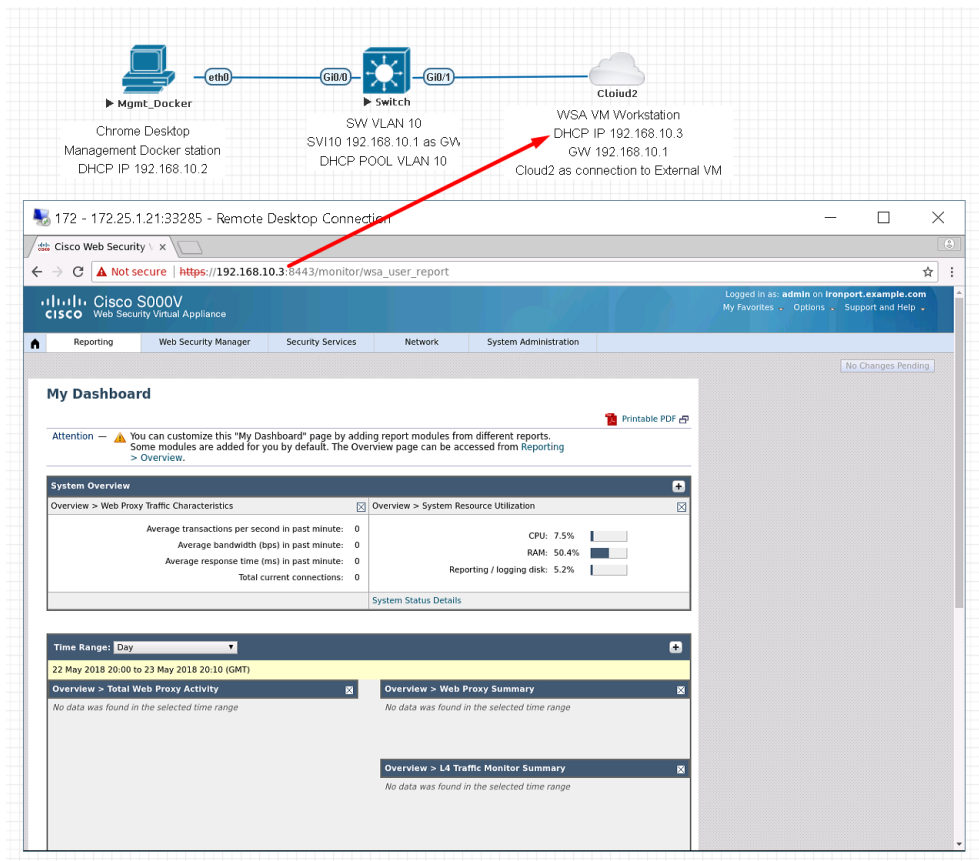 eth0
Gi0/0
Gi0/1
Mgmt_Docker
Switch
Cloiud2
Chrome Desktop
Management Docker station
DHCP IP 192.168.10.2
SW VLAN 10
SVI10 192.168.10.1 as GW
DHCP POOL VLAN 10
WSA VM Workstation
DHCP IP 192.168.10.3
GW 192.168.10.1
Cloud2 as connection to External VM
172 - 172.25.1.21:33285 - Remote Desktop Connection
Cisco Web Security V x
Not secure | https://192.168.10.3:8443/monitor/wsa_user_report
Cisco S000V
CISCO Web Security Virtual Appliance
Logged in as: admin on ironport.example.com
My Favorites Options Support and Help
Reporting Web Security Manager Security Services Network System Administration
No Changes Pending
My Dashboard
Printable PDF
Attention — You can customize this "My Dashboard" page by adding report modules from different reports.
Some modules are added for you by default. The Overview page can be accessed from Reporting
> Overview.
System Overview
Overview > Web Proxy Traffic Characteristics
Average transactions per second in past minute: 0
Average bandwidth (bps) in past minute: 0
Average response time (ms) in past minute: 0
Total current connections: 0
Overview > System Resource Utilization
CPU: 7.5%
RAM: 50.4%
Reporting / logging disk: 5.2%
System Status Details
Time Range: Day
22 May 2018 20:00 to 23 May 2018 20:10 (GMT)
Overview > Total Web Proxy Activity
No data was found in the selected time range
Overview > Web Proxy Summary
No data was found in the selected time range
Overview > L4 Traffic Monitor Summary
No data was found in the selected time range